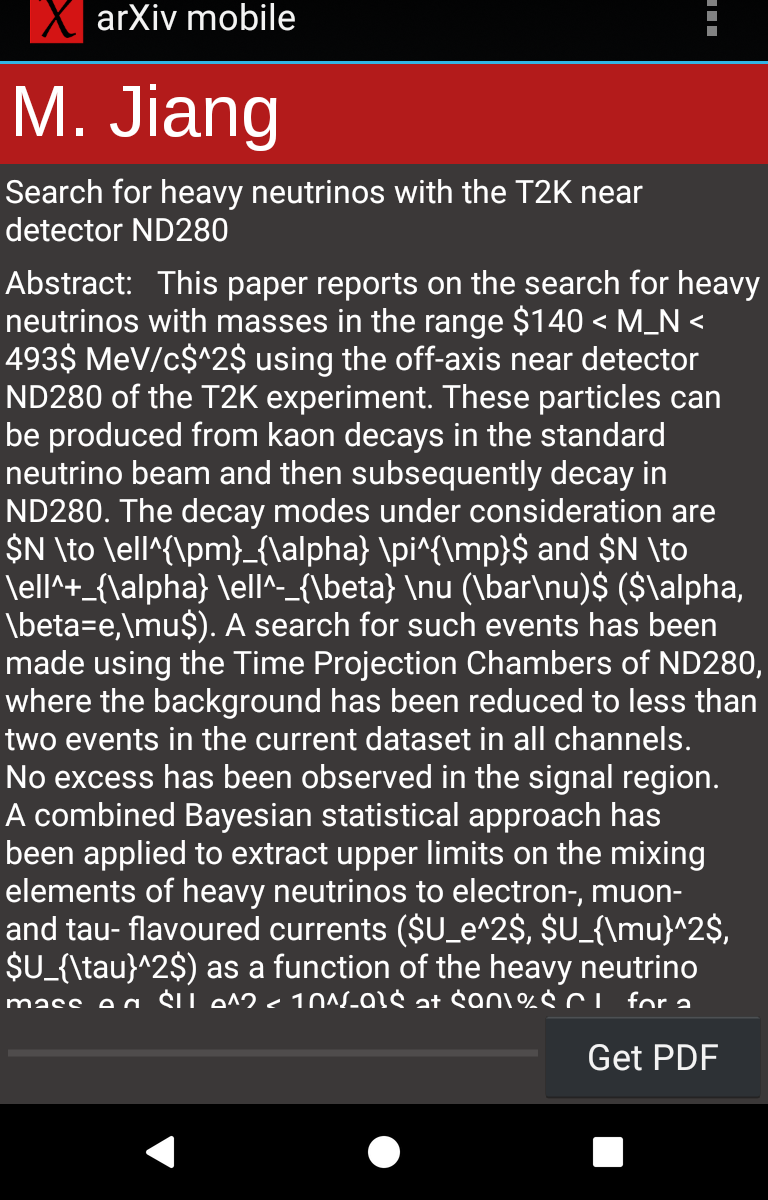 arXiv mobile
M. Jiang
Search for heavy neutrinos with the T2K near
detector ND280
Abstract:   This paper reports on the search for heavy
neutrinos with masses in the range $140 < M_N <
493$ MeV/c$^2$ using the off-axis near detector
ND280 of the T2K experiment. These particles can
be produced from kaon decays in the standard
neutrino beam and then subsequently decay in
ND280. The decay modes under consideration are
$N \to \ell^{\pm}_{\alpha} \pi^{\mp}$ and $N \to
\ell^+_{\alpha} \ell^-_{\beta} \nu (\bar\nu)$ ($\alpha,
\beta=e,\mu$). A search for such events has been
made using the Time Projection Chambers of ND280,
where the background has been reduced to less than
two events in the current dataset in all channels.
No excess has been observed in the signal region.
A combined Bayesian statistical approach has
been applied to extract upper limits on the mixing
elements of heavy neutrinos to electron-, muon-
and tau- flavoured currents ($U_e^2$, $U_{\mu}^2$,
$U_{\tau}^2$) as a function of the heavy neutrino
mass, e.g. $U_e^2 < 10^{-9}$ at $90\%$ C.L. for a
Get PDF